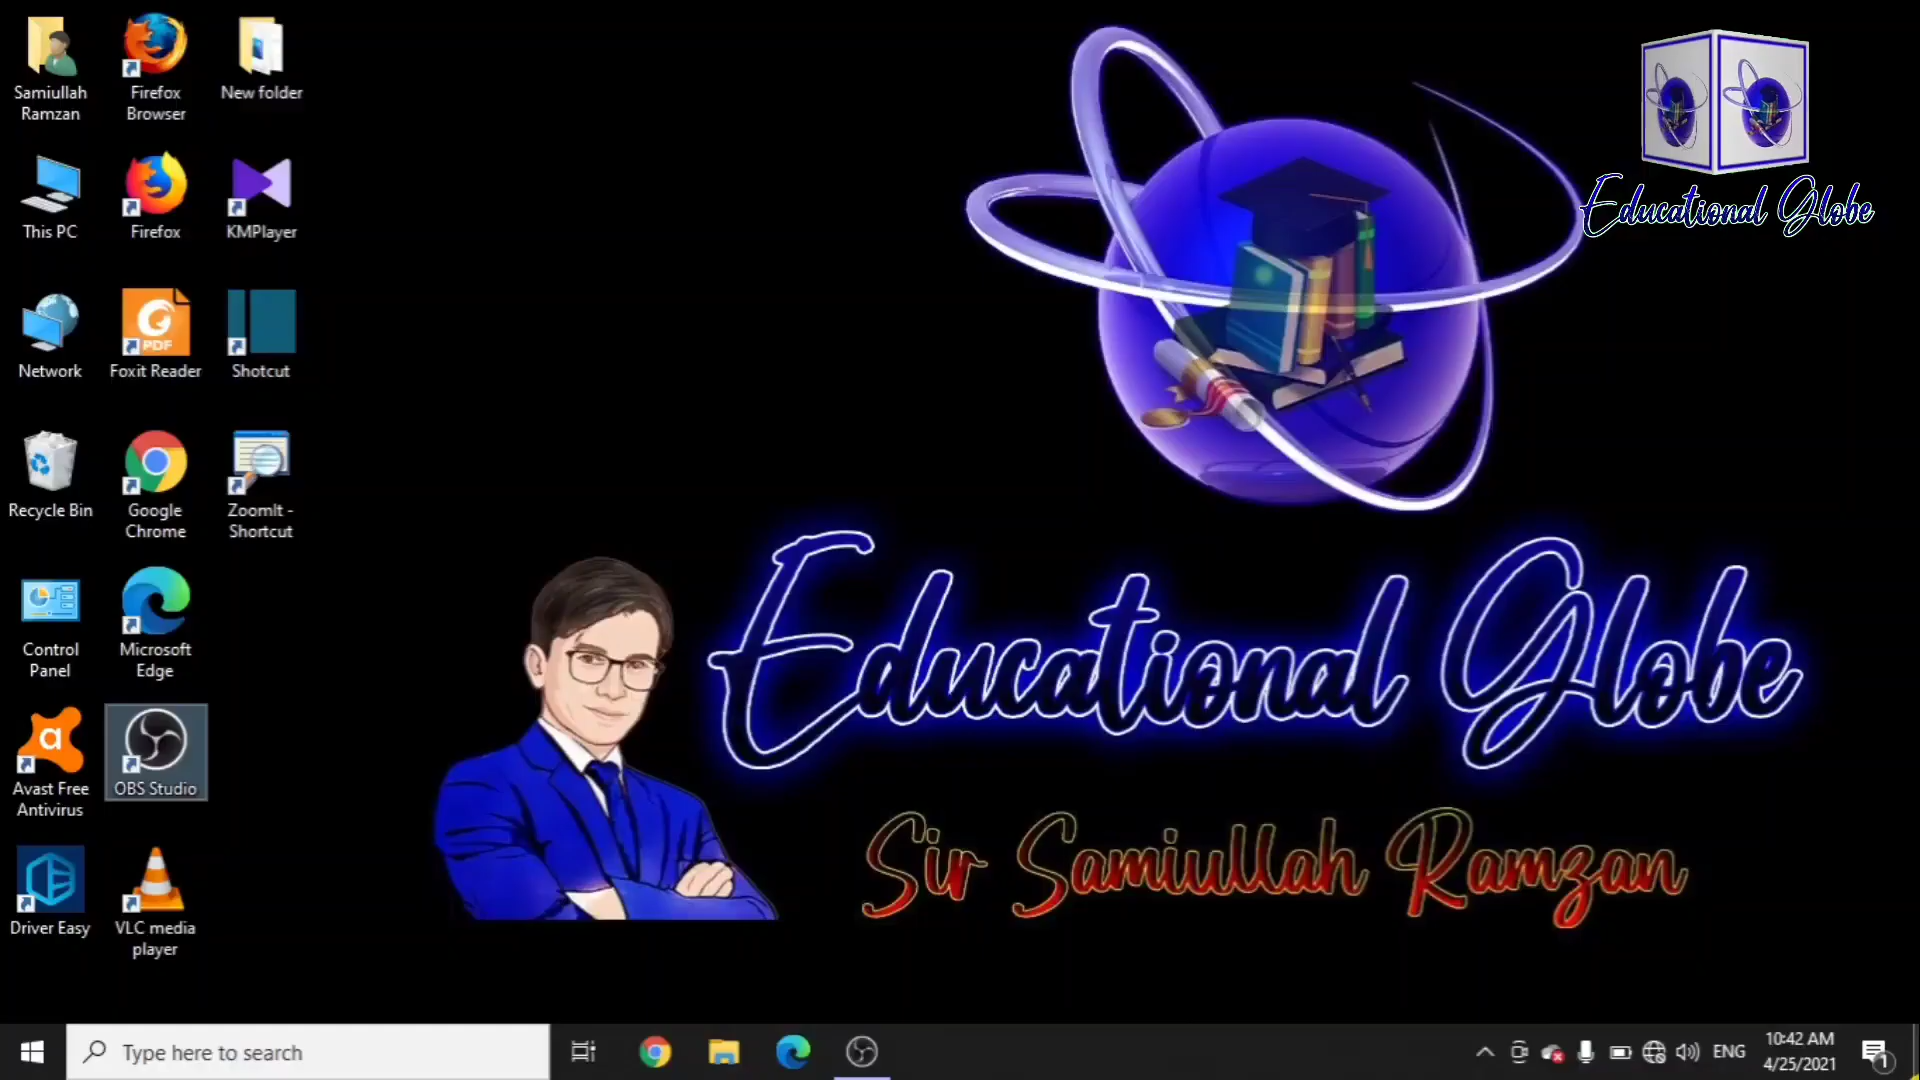 Samiullah
Ramzan
Firefox
Browser
New folder
This PC
Firefox
KMPlayer
Network
PDF
Foxit Reader
Shotcut
Recycle Bin
Google
Chrome
ZoomIt -
Shortcut
Control
Panel
Microsoft
Edge
a
Avast Free
Antivirus
OBS Studio
Driver Easy
VLC media
player
Educational Globe
Educational Globe
Sir Samiullah Ramzan
Type here to search
ENG
10:42 AM
4/25/2021
1